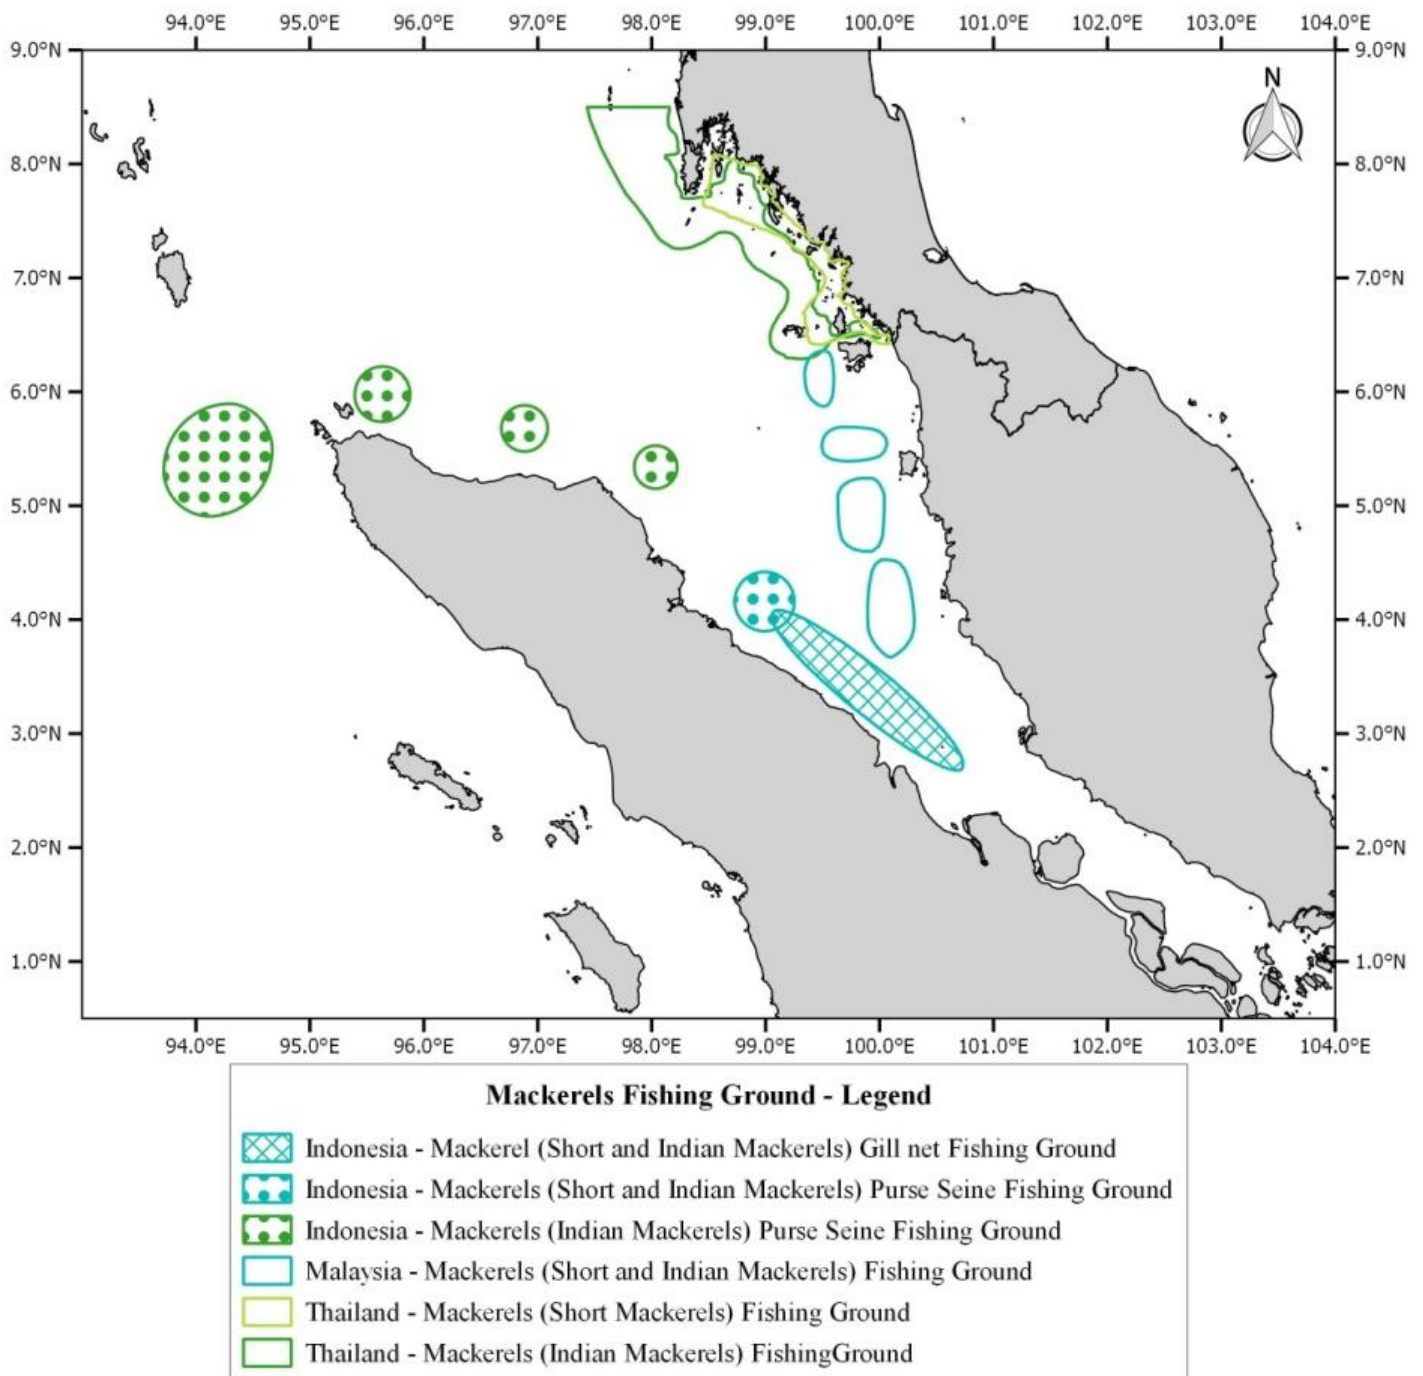 94.0°E 95.0°E 96.0°E 97.0°E 98.0°E 99.0°E 100.0°E 101.0°E 102.0°E 103.0°E 104.0°E
9.0°N 9.0°N
N
8.0°N 8.0°N
7.0°N 7.0°N
6.0°N 6.0°N
5.0°N 5.0°N
4.0°N 4.0°N
3.0°N 3.0°N
2.0°N 2.0°N
1.0°N 1.0°N
94.0°E 95.0°E 96.0°E 97.0°E 98.0°E 99.0°E 100.0°E 101.0°E 102.0°E 103.0°E 104.0°E
Mackerels Fishing Ground - Legend
Indonesia - Mackerel (Short and Indian Mackerels) Gill net Fishing Ground
Indonesia - Mackerels (Short and Indian Mackerels) Purse Seine Fishing Ground
Indonesia - Mackerels (Indian Mackerels) Purse Seine Fishing Ground
Malaysia - Mackerels (Short and Indian Mackerels) Fishing Ground
Thailand - Mackerels (Short Mackerels) Fishing Ground
Thailand - Mackerels (Indian Mackerels) FishingGround